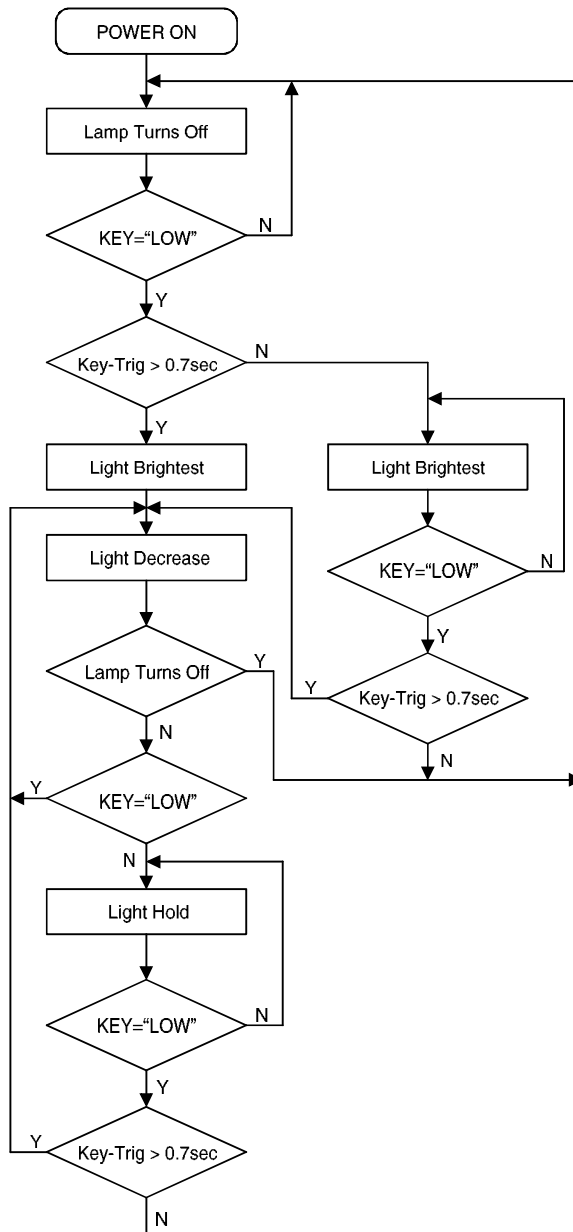 POWER ON
Lamp Turns Off
KEY=“LOW”
N
Y
Key-Trig > 0.7sec
N
Y
Light Brightest
Light Brightest
Light Decrease
KEY=“LOW”
N
Y
Lamp Turns Off
Y
Y
Key-Trig > 0.7sec
N
N
Y
KEY=“LOW”
N
Light Hold
KEY=“LOW”
N
Y
Y
Key-Trig > 0.7sec
N